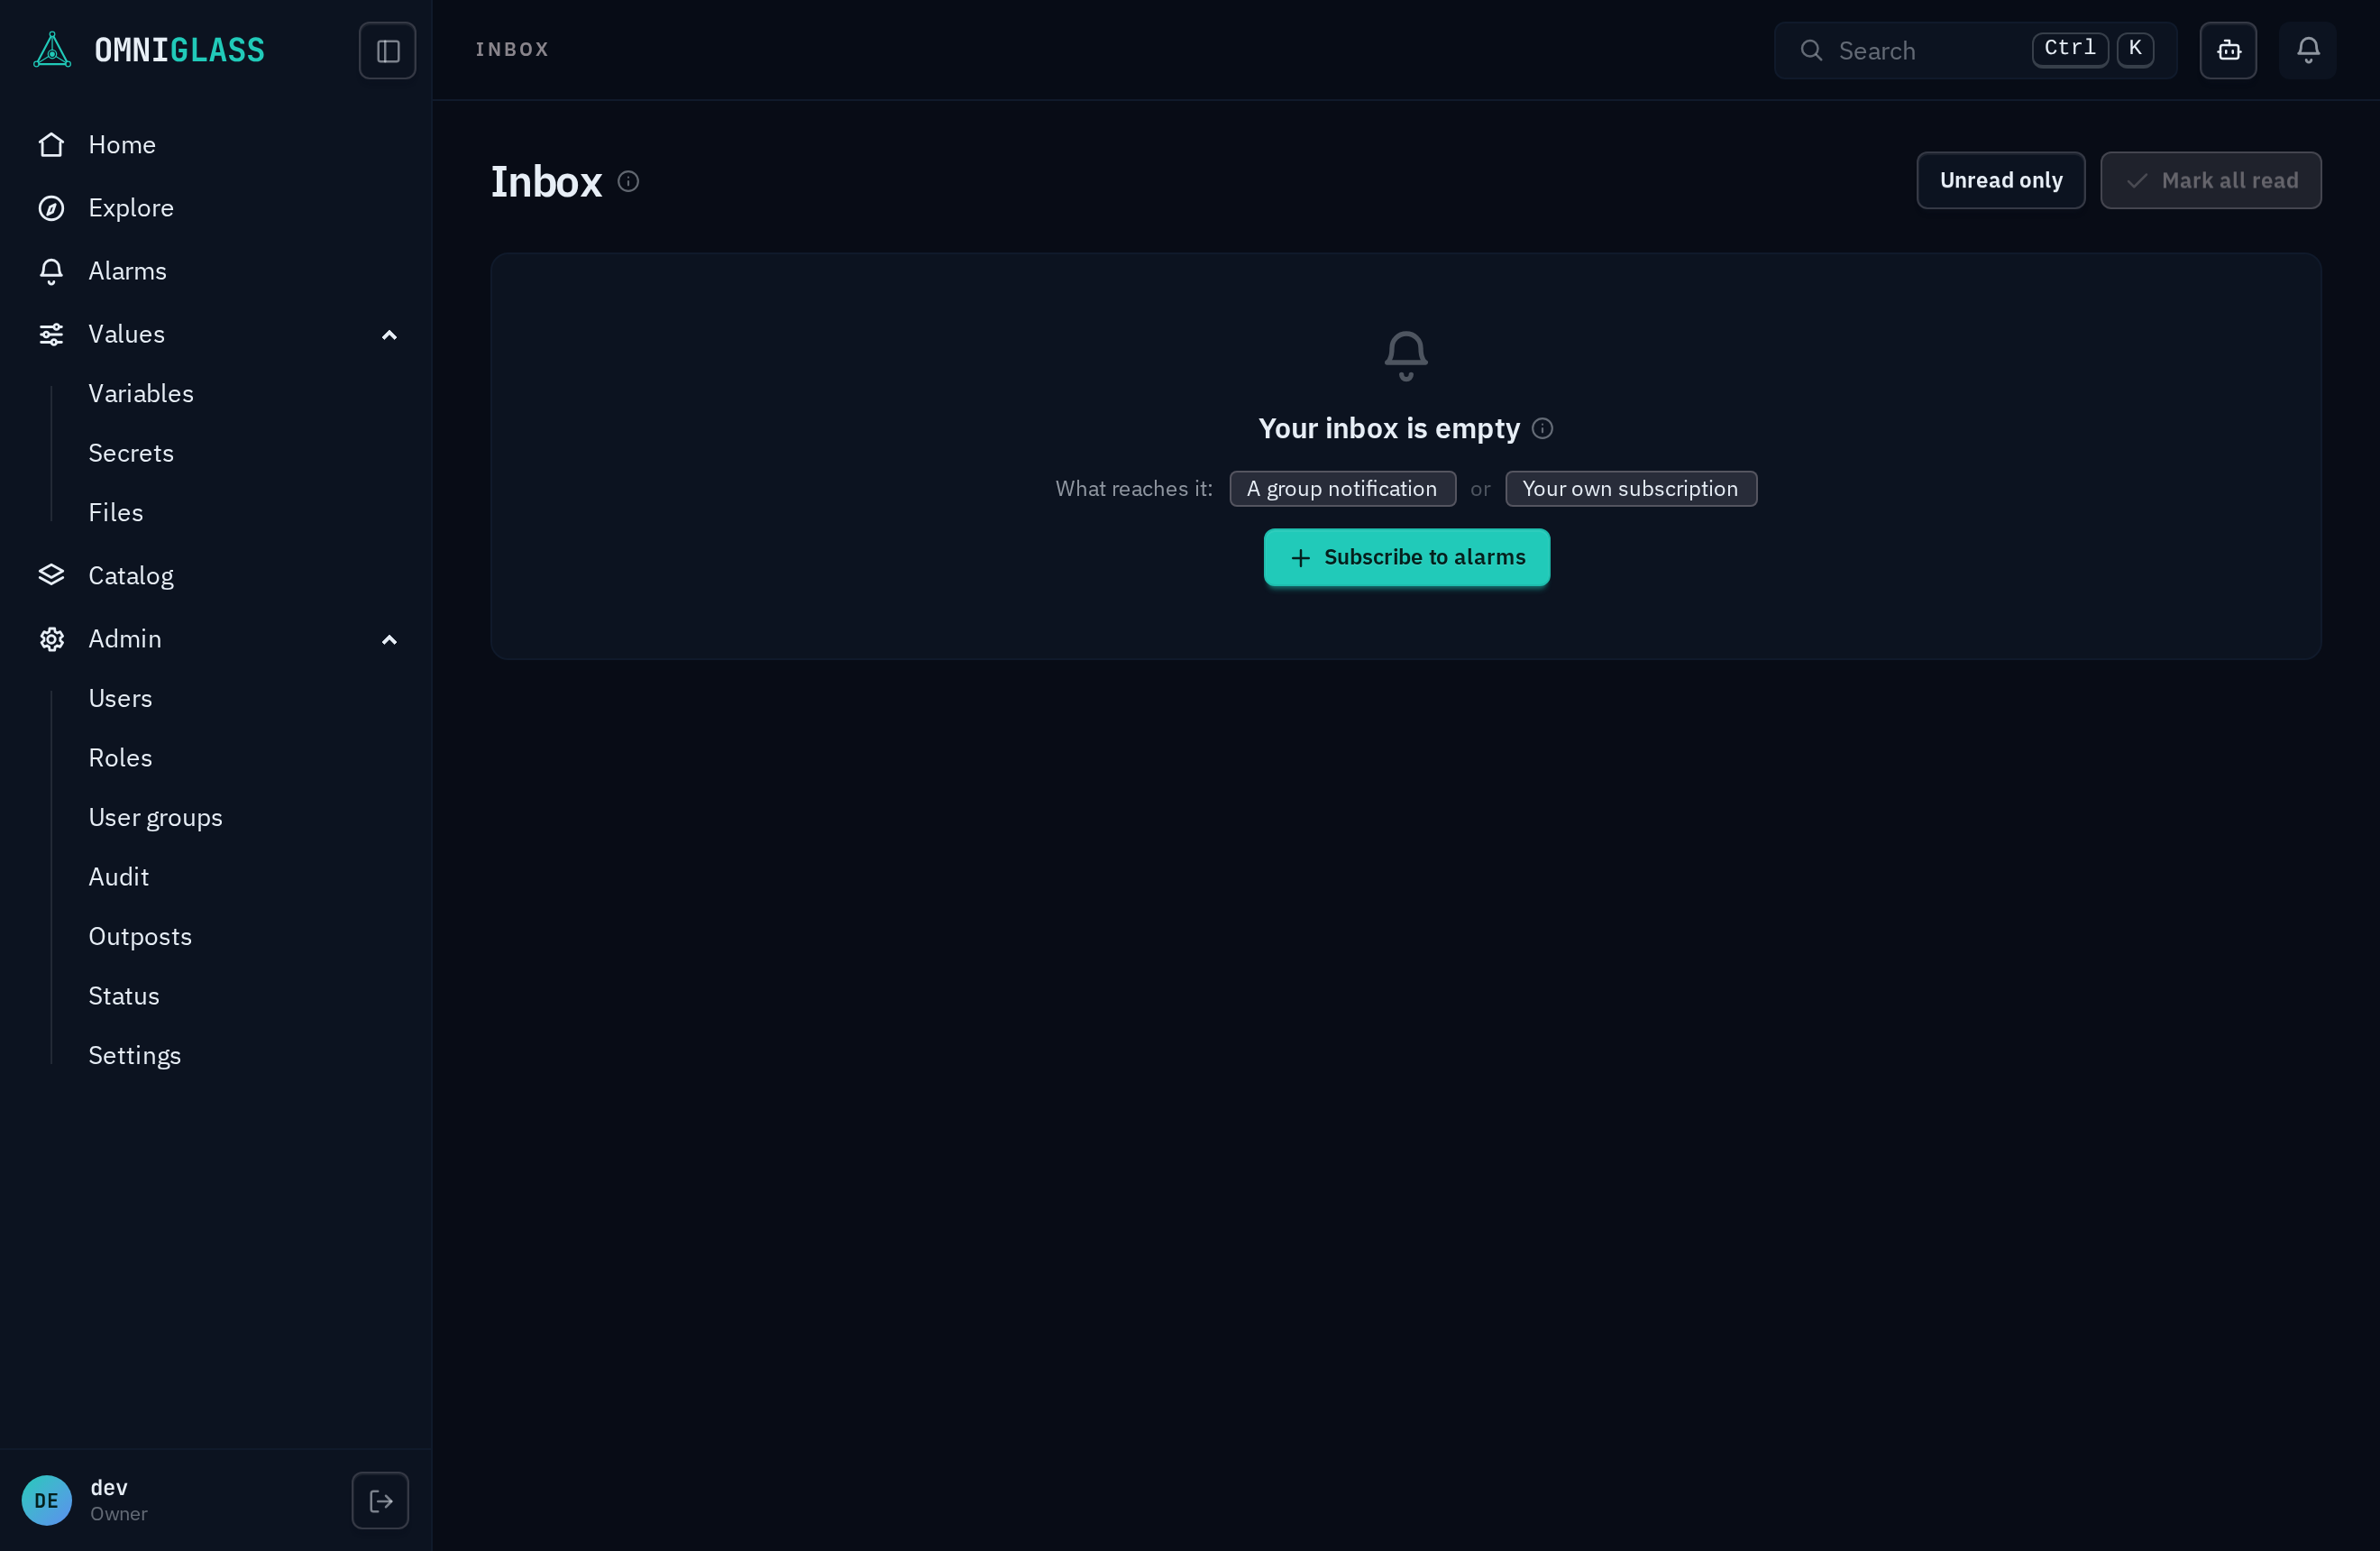 OMNIGLASS
INBOX
Search Ctrl K
Home
Explore
Alarms
Values
Variables
Secrets
Files
Catalog
Admin
Users
Roles
User groups
Audit
Outposts
Status
Settings
DE
dev
Owner
Inbox
Unread only
Mark all read
Your inbox is empty
What reaches it: A group notification or Your own subscription
Subscribe to alarms